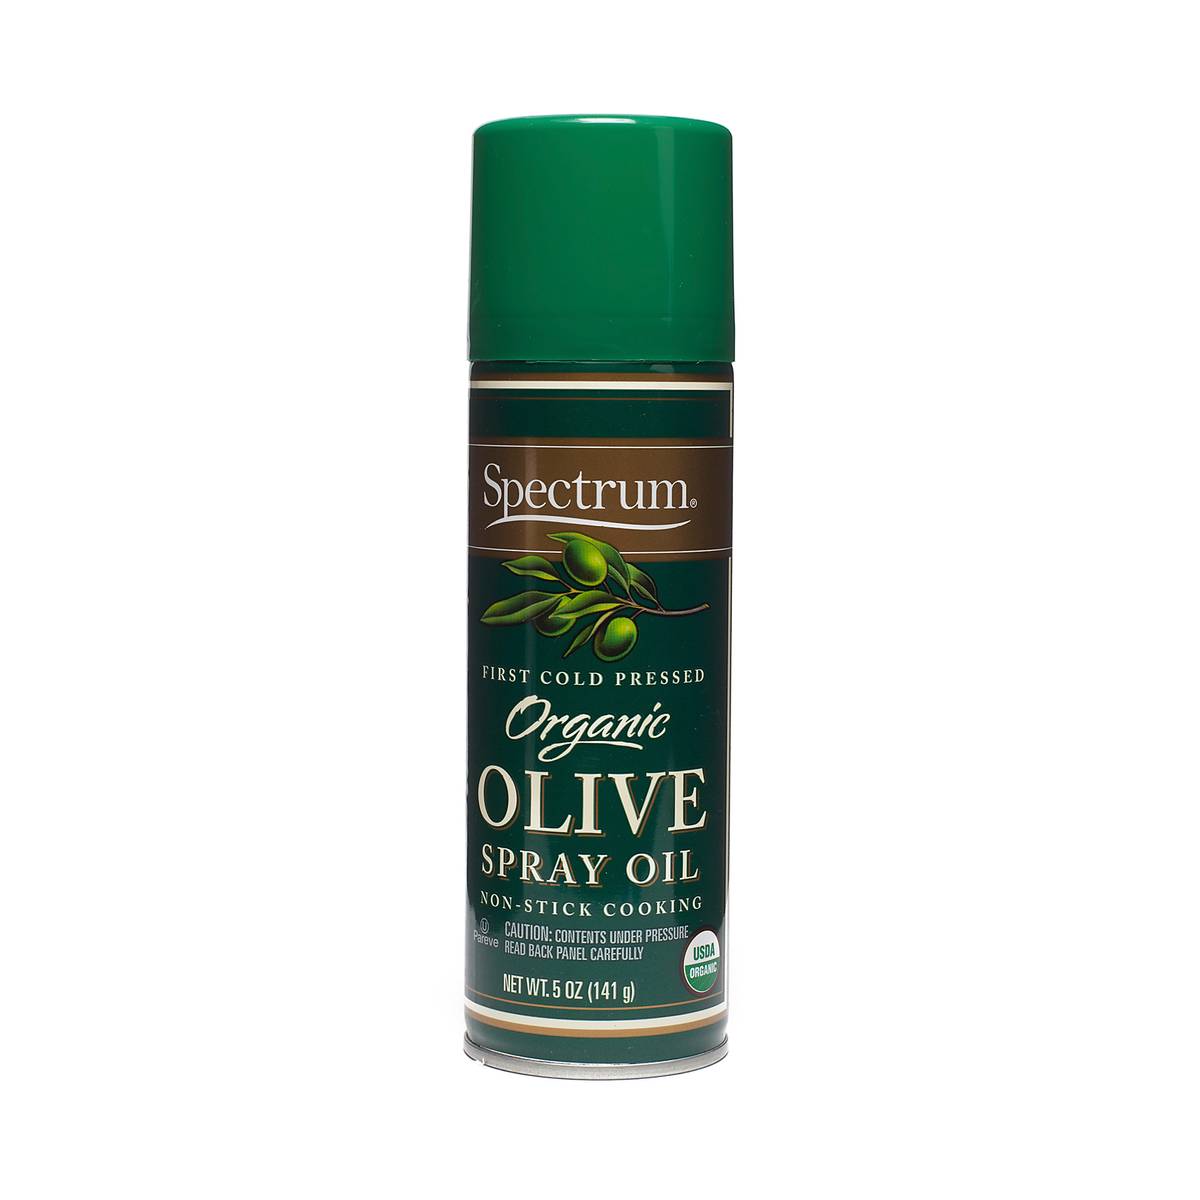 Spectrum®
FIRST COLD PRESSED
Organic
OLIVE
SPRAY OIL
NON-STICK COOKING
U
Pareve
CAUTION: CONTENTS UNDER PRESSURE
READ BACK PANEL CAREFULLY
USDA
ORGANIC
NET WT. 5 OZ (141 g)